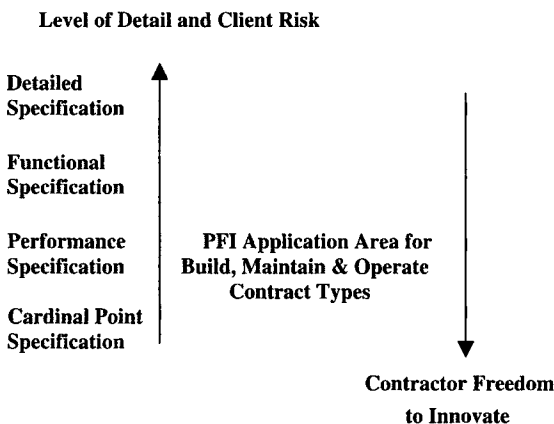 Level of Detail and Client Risk
Detailed
Specification
Functional
Specification
Performance
Specification
PFI Application Area for
Build, Maintain & Operate
Contract Types
Cardinal Point
Specification
Contractor Freedom
to Innovate